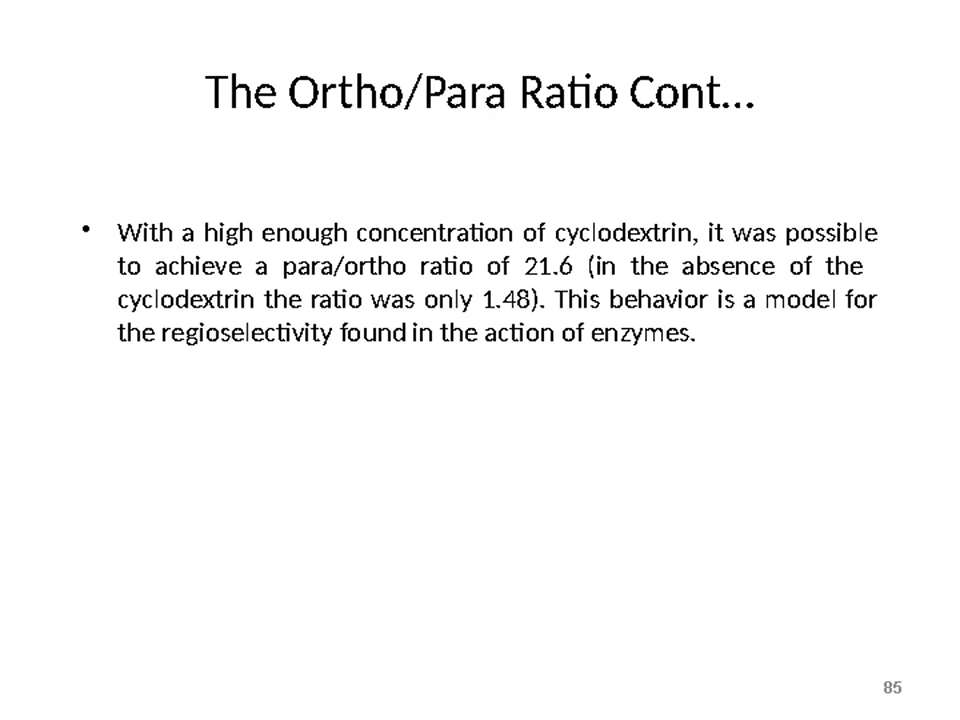 The Ortho/Para Ratio Cont...
• With a high enough concentration of cyclodextrin, it was possible
to achieve a para/ortho ratio of 21.6 (in the absence of the
cyclodextrin the ratio was only 1.48). This behavior is a model for
the regioselectivity found in the action of enzymes.
85